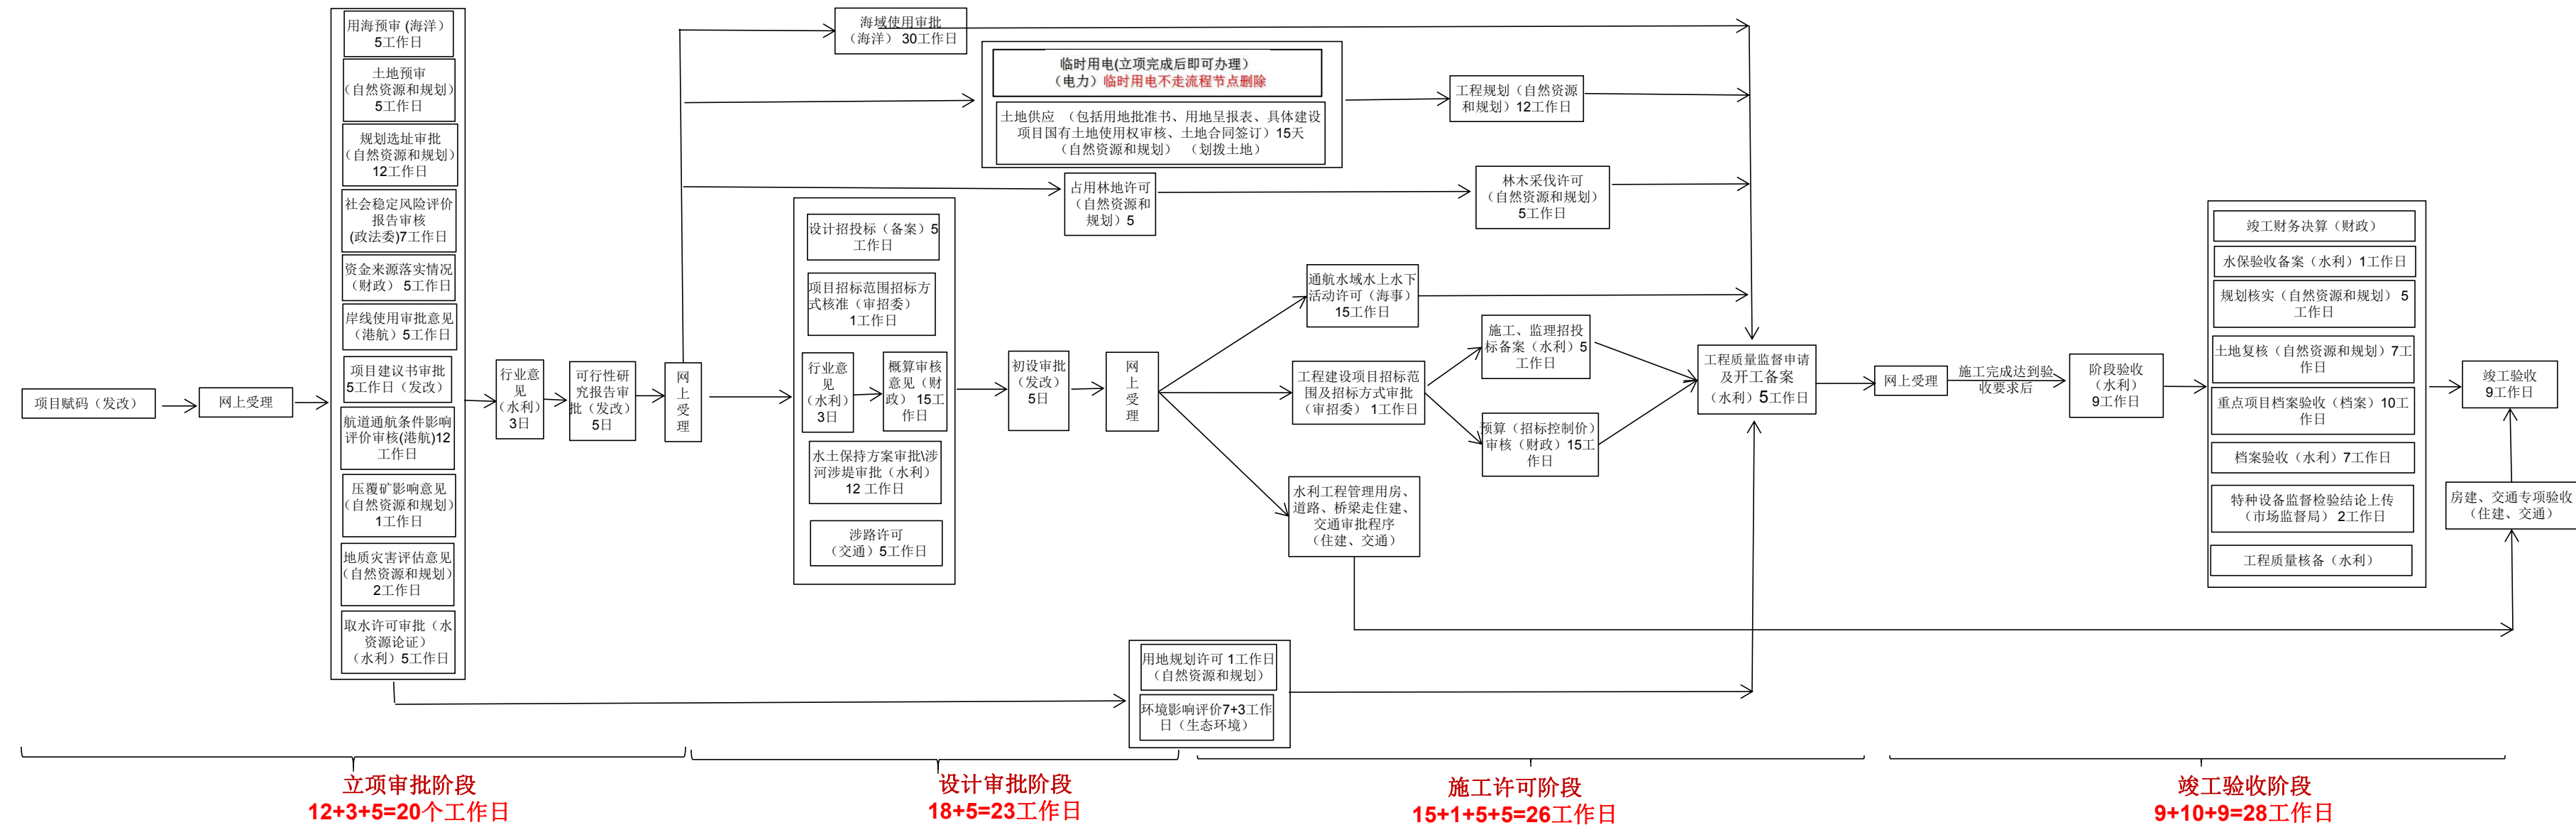 项目赋码（发改）
网上受理
用海预审 (海洋）
5工作日
土地预审
（自然资源和规划）
5工作日
规划选址审批
（自然资源和规划）
12工作日
社会稳定风险评价
报告审核
(政法委)7工作日
资金来源落实情况
（财政） 5工作日
岸线使用审批意见
（港航）5工作日
项目建议书审批
5工作日（发改）
航道通航条件影响
评价审核(港航)12
工作日
压覆矿影响意见
（自然资源和规划）
1工作日
地质灾害评估意见
（自然资源和规划）
2工作日
取水许可审批（水
资源论证）
（水利）5工作日
行业意
见
（水利）
3日
可行性研
究报告审
批（发改）
5日
网
上
受
理
海域使用审批
（海洋） 30工作日
临时用电(立项完成后即可办理）
（电力）临时用电不走流程节点删除
土地供应 （包括用地批准书、用地呈报表、具体建设
项目国有土地使用权审核、土地合同签订）15天
（自然资源和规划） （划拨土地）
工程规划（自然资源
和规划）12工作日
占用林地许可
（自然资源和
规划）5
林木采伐许可
（自然资源和规划）
5工作日
设计招投标（备案）5
工作日
项目招标范围招标方
式核准（审招委）
1工作日
行业意
见
（水利）
3日
概算审核
意见（财
政） 15工
作日
水土保持方案审批\涉
河涉堤审批（水利）
12 工作日
涉路许可
（交通）5工作日
初设审批
（发改）
5日
网
上
受
理
通航水域水上水下
活动许可（海事）
15工作日
工程建设项目招标范
围及招标方式审批
（审招委） 1工作日
水利工程管理用房、
道路、桥梁走住建、
交通审批程序
（住建、交通）
施工、监理招投
标备案（水利）5
工作日
预算（招标控制价）
审核（财政）15工
作日
用地规划许可 1工作日
（自然资源和规划）
环境影响评价7+3工作
日（生态环境）
工程质量监督申请
及开工备案
（水利）5工作日
网上受理
施工完成达到验
收要求后
阶段验收
（水利）
9工作日
竣工财务决算（财政）
水保验收备案（水利）1工作日
规划核实（自然资源和规划） 5
工作日
土地复核（自然资源和规划）7工
作日
重点项目档案验收（档案）10工
作日
档案验收（水利）7工作日
特种设备监督检验结论上传
（市场监督局） 2工作日
工程质量核备（水利）
竣工验收
9工作日
房建、交通专项验收
（住建、交通）
立项审批阶段
12+3+5=20个工作日
设计审批阶段
18+5=23工作日
施工许可阶段
15+1+5+5=26工作日
竣工验收阶段
9+10+9=28工作日